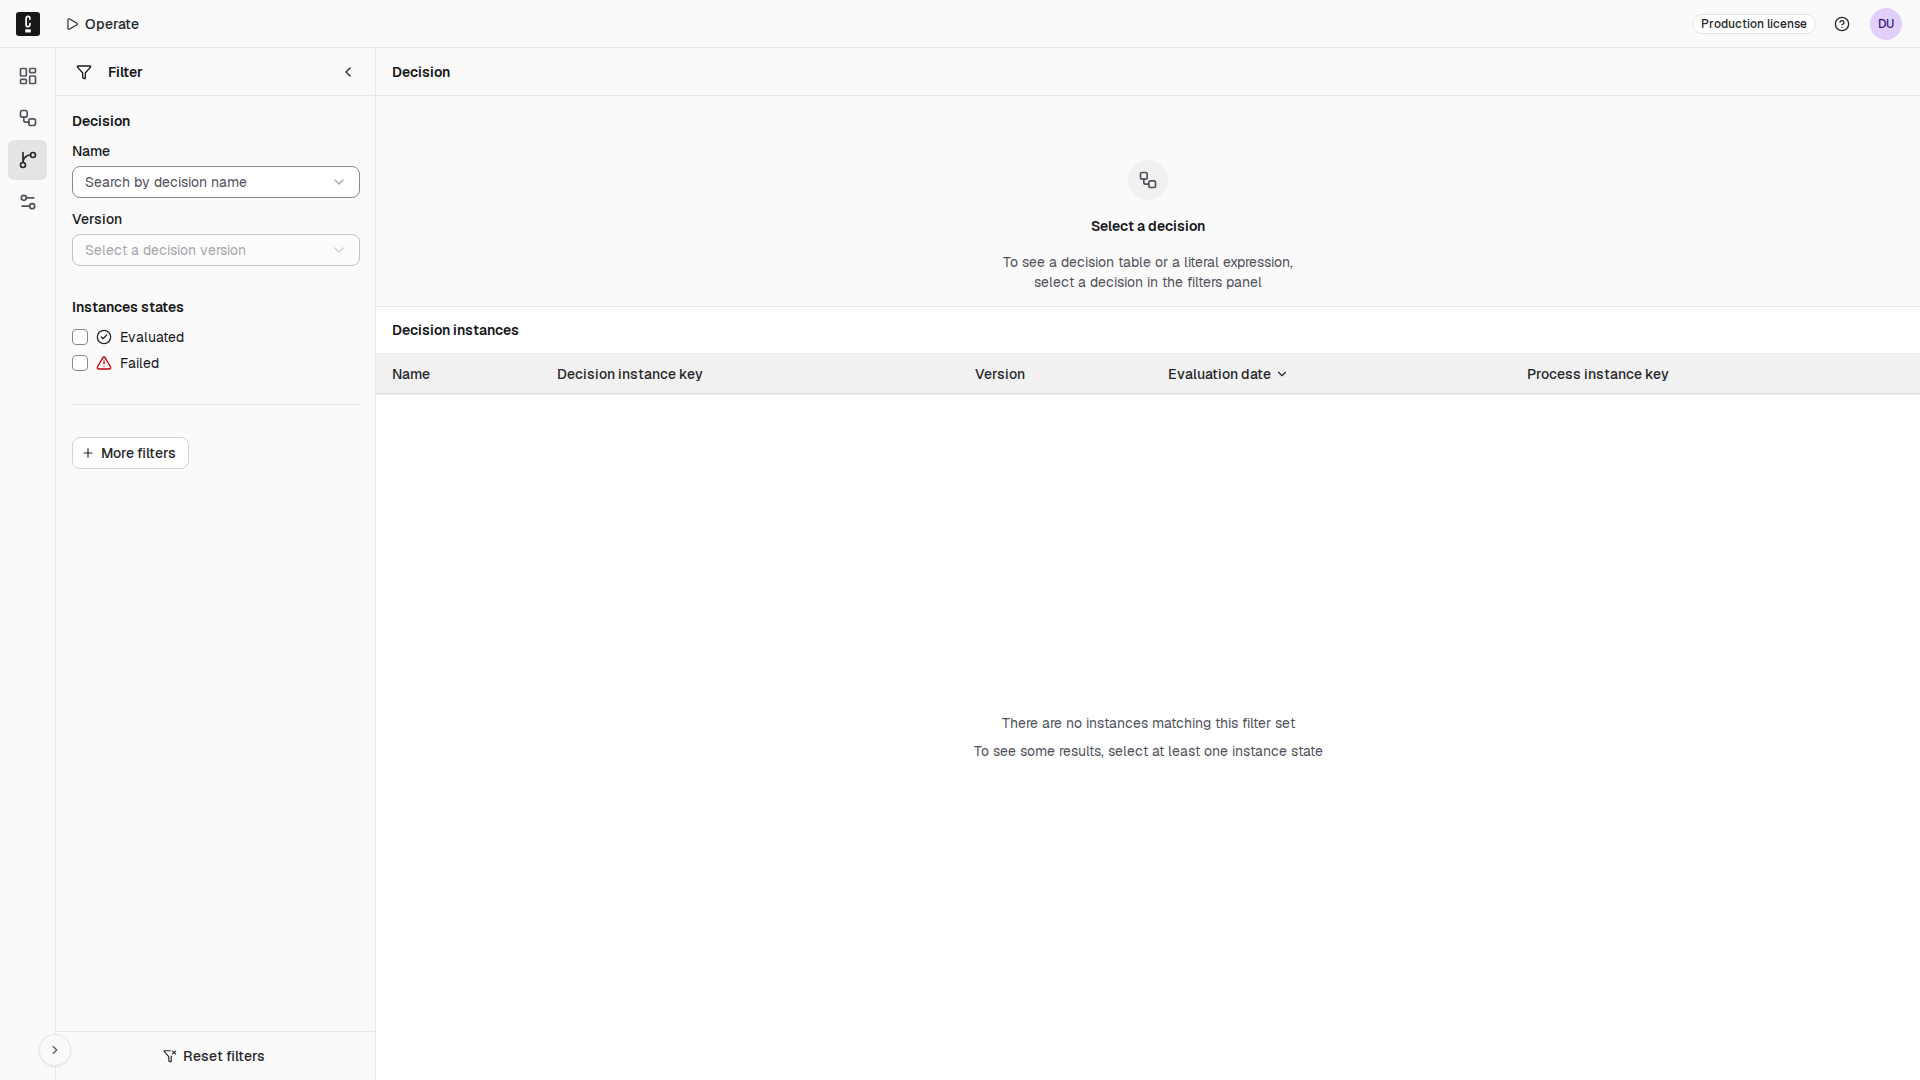 Operate
Production license
DU
Filter
Decision
Name
Search by decision name
Version
Select a decision version
Instances states
Evaluated
Failed
More filters
Reset filters
Decision
Select a decision
To see a decision table or a literal expression,
select a decision in the filters panel
Decision instances
Name Decision instance key Version Evaluation date Process instance key
There are no instances matching this filter set
To see some results, select at least one instance state